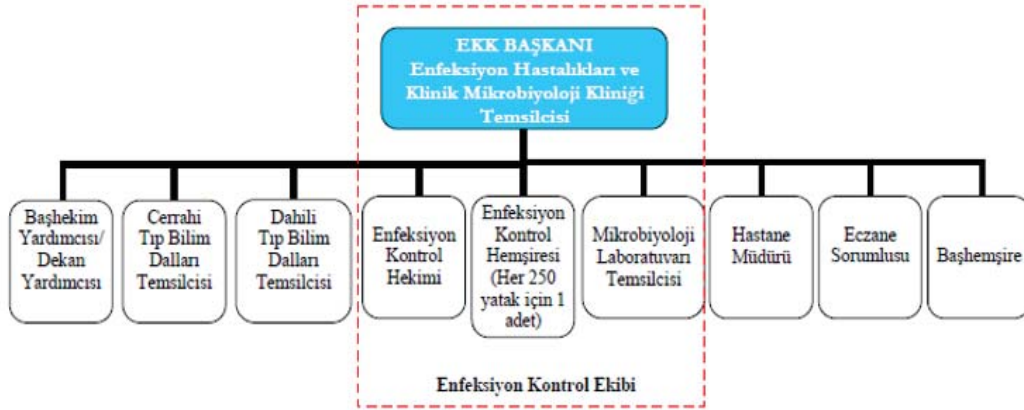 EKK BAŞKANI
Enfeksiyon Hastalıkları ve
Klinik Mikrobiyoloji Kliniği
Temsilcisi
Başhekim
Yardımcısı/
Dekan
Yardımcısı
Cerrahi
Tıp Bilim
Dalları
Temsilcisi
Dahili
Tıp Bilim
Dalları
Temsilcisi
Enfeksiyon
Kontrol
Hekimi
Enfeksiyon
Kontrol
Hemşiresi
(Her 250
yatak için 1
adet)
Mikrobiyoloji
Laboratuvarı
Temsilcisi
Hastane
Müdürü
Eczane
Sorumlusu
Başhemşire
Enfeksiyon Kontrol Ekibi